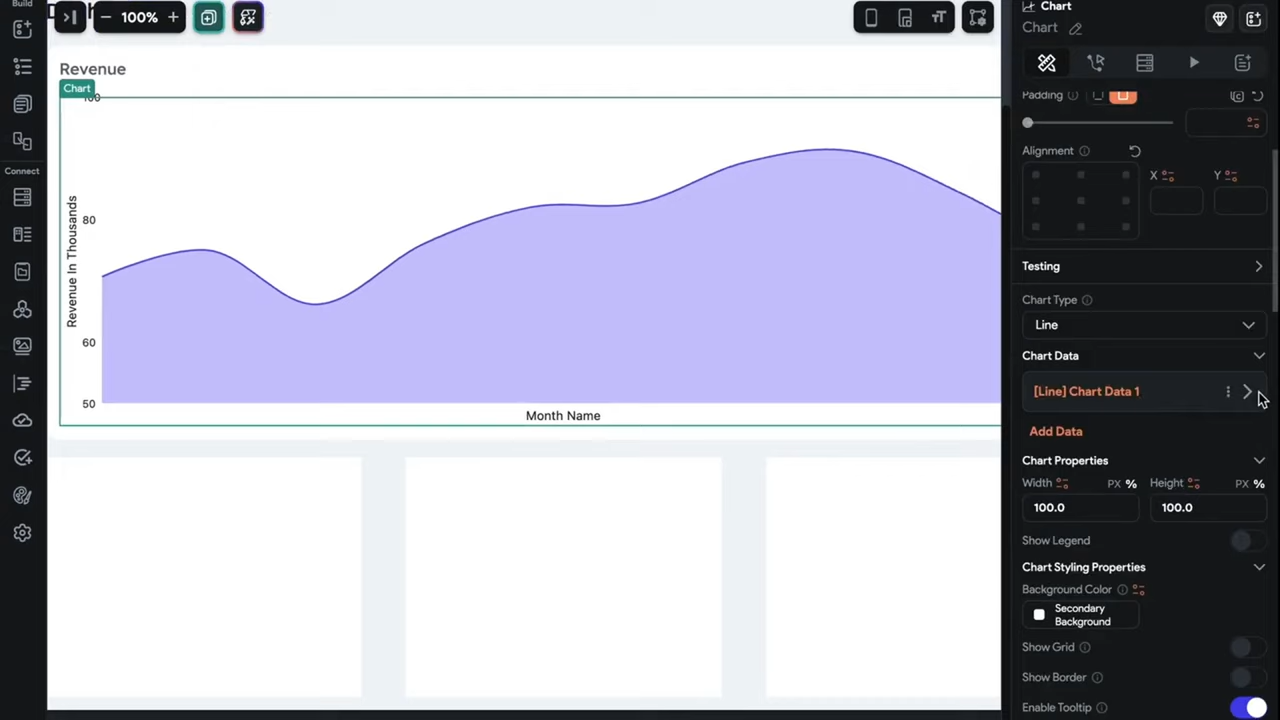 Build
100%
Connect
Revenue
Chart
100
80
60
50
Revenue In Thousands
Month Name
Chart
Chart
Padding
Alignment
X
Y
Testing
Chart Type
Line
Chart Data
[Line] Chart Data 1
Add Data
Chart Properties
Width PX % Height PX %
100.0 100.0
Show Legend
Chart Styling Properties
Background Color
Secondary
Background
Show Grid
Show Border
Enable Tooltip